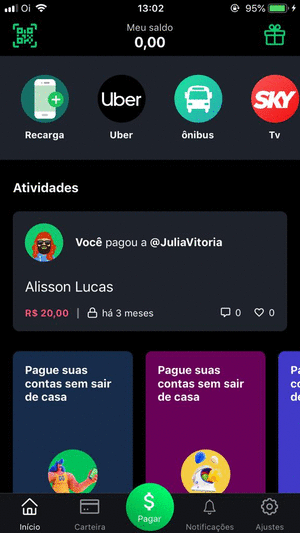 Oi 13:02 95%
Meu saldo
0,00
Uber
SKY
Recarga Uber ônibus Tv
Atividades
Você pagou a @JuliaVitoria
Alisson Lucas
R$ 20,00 | há 3 meses 0 0
Pague suas contas sem sair de casa
Pague suas contas sem sair de casa
$
Pagar
Início Carteira Notificações Ajustes